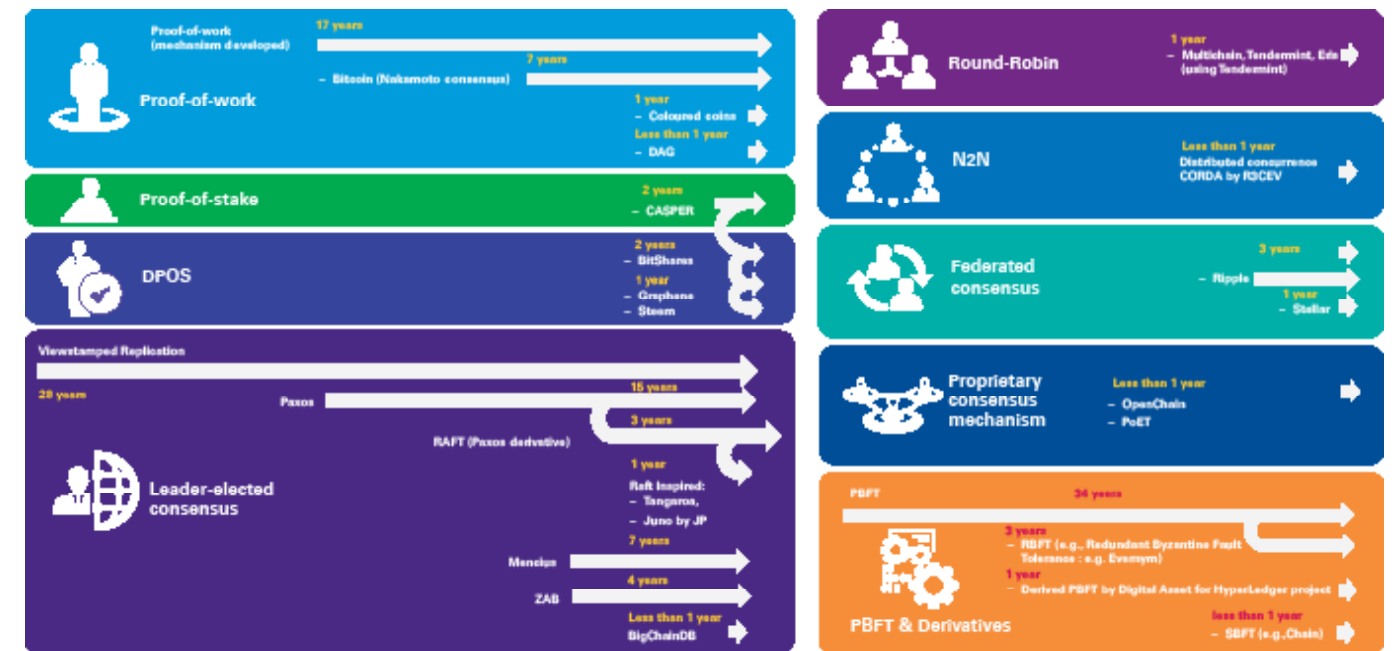 Proof-of-work
(mechanism developed)
17 years
7 years
– Bitcoin (Nakamoto consensus)
Proof-of-work
1 year
– Coloured coins
Less than 1 year
– DAG
Proof-of-stake
2 years
– CASPER
DPOS
2 years
– BitShares
1 year
– Graphene
– Steem
Viewstamped Replication
28 years
15 years
Paxos
3 years
RAFT (Paxos derivative)
1 year
Raft Inspired:
– Tangaroa,
– Juno by JP
Leader-elected
consensus
7 years
Mencius
4 years
ZAB
Less than 1 year
BigChainDB
Round-Robin
1 year
– Multichain, Tendermint, Eris
(using Tendermint)
N2N
Less than 1 year
Distributed concurrence
CORDA by R3CEV
Federated
consensus
3 years
– Ripple
1 year
– Stellar
Proprietary
consensus
mechanism
Less than 1 year
– OpenChain
– PoET
PBFT
34 years
3 years
– RBFT (e.g., Redundant Byzantine Fault
Tolerance : e.g. Evernym)
1 year
– Derived PBFT by Digital Asset for HyperLedger project
PBFT & Derivatives
less than 1 year
– SBFT (e.g.,Chain)